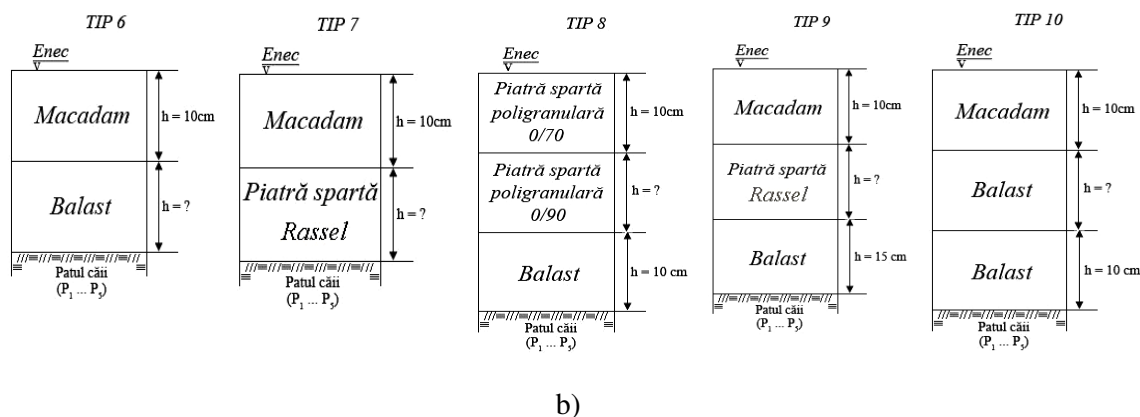 TIP 6
Enec
Macadam
h = 10cm
Balast
h = ?
Patul căii
(P1 ... P5)
TIP 7
Enec
Macadam
h = 10cm
Piatră spartă
Rassel
h = ?
Patul căii
(P1 ... P5)
TIP 8
Enec
Piatră spartă
poligranulară
0/70
h = 10cm
Piatră spartă
poligranulară
0/90
h = ?
Balast
h = 10 cm
Patul căii
(P1 ... P5)
TIP 9
Enec
Macadam
h = 10cm
Piatră spartă
Rassel
h = ?
Balast
h = 15 cm
Patul căii
(P1 ... P5)
TIP 10
Enec
Macadam
h = 10cm
Balast
h = ?
Balast
h = 10 cm
Patul căii
(P1 ... P5)
b)